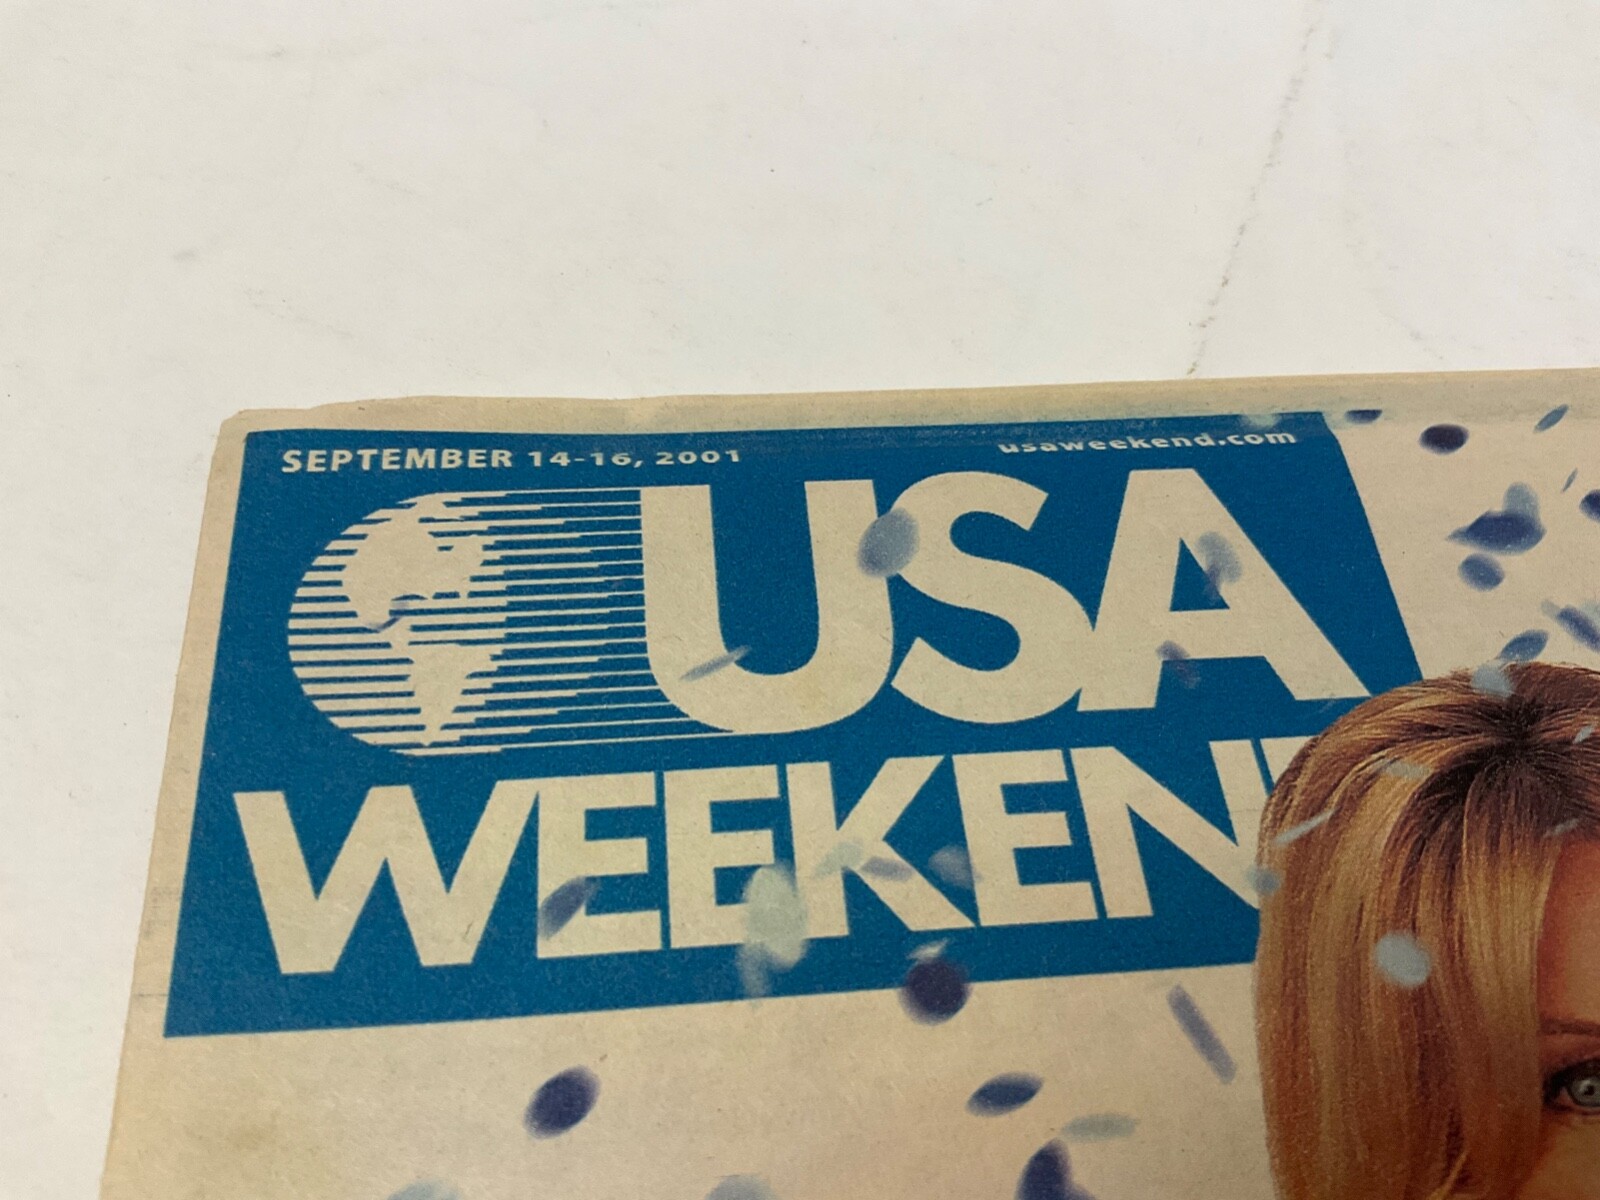 SEPTEMBER 14-16, 2001 usaweekend.com
USA
WEEKEN